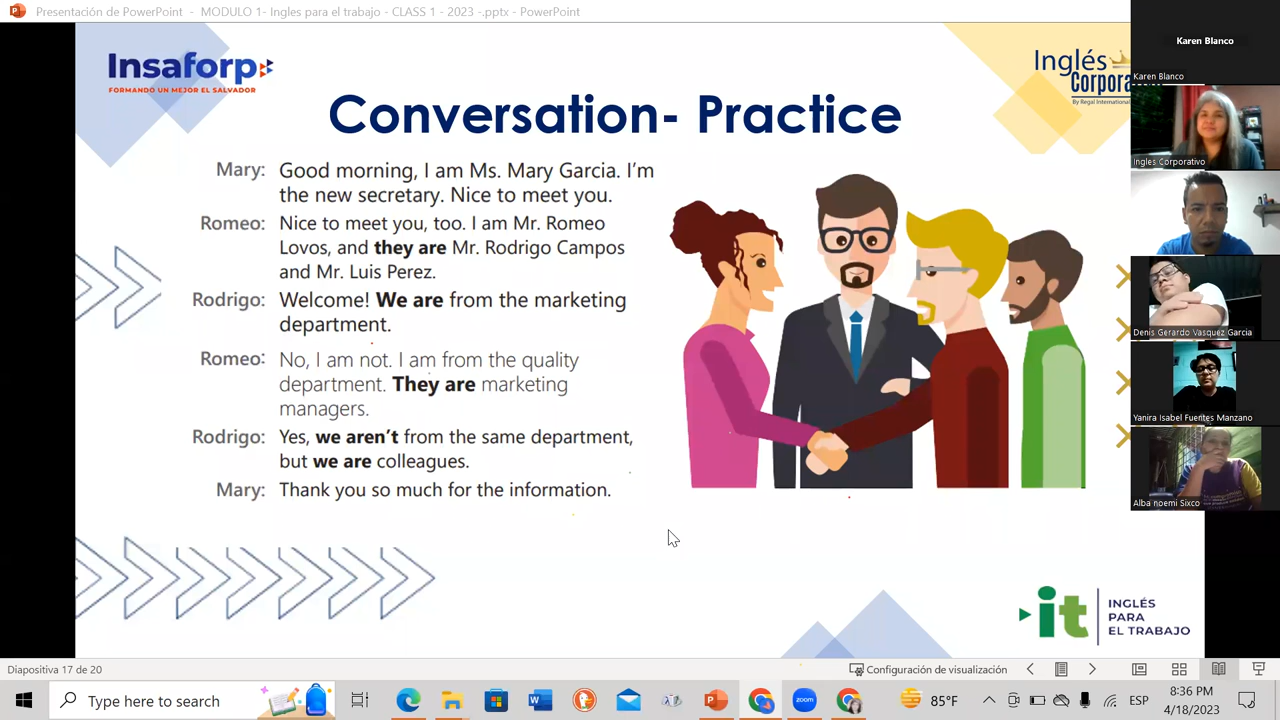 Presentación de PowerPoint - MODULO 1- Ingles para el trabajo - CLASS 1 - 2023 -.pptx - PowerPoint
Insaforp
FORMANDO UN MEJOR EL SALVADOR
Inglés
Corporat
By Regal International
Conversation- Practice
Mary: Good morning, I am Ms. Mary Garcia. I'm
the new secretary. Nice to meet you.
Romeo: Nice to meet you, too. I am Mr. Romeo
Lovos, and they are Mr. Rodrigo Campos
and Mr. Luis Perez.
Rodrigo: Welcome! We are from the marketing
department.
Romeo: No, I am not. I am from the quality
department. They are marketing
managers.
Rodrigo: Yes, we aren't from the same department,
but we are colleagues.
Mary: Thank you so much for the information.
Karen Blanco
Karen Blanco
Ingles Corporativo
Denis Gerardo Vasquez Garcia
Yanira Isabel Fuentes Manzano
Alba noemi Sixco
it
INGLÉS
PARA
EL TRABAJO
Diapositiva 17 de 20
Configuración de visualización
Type here to search
zoom
85°F
ESP
8:36 PM
4/18/2023